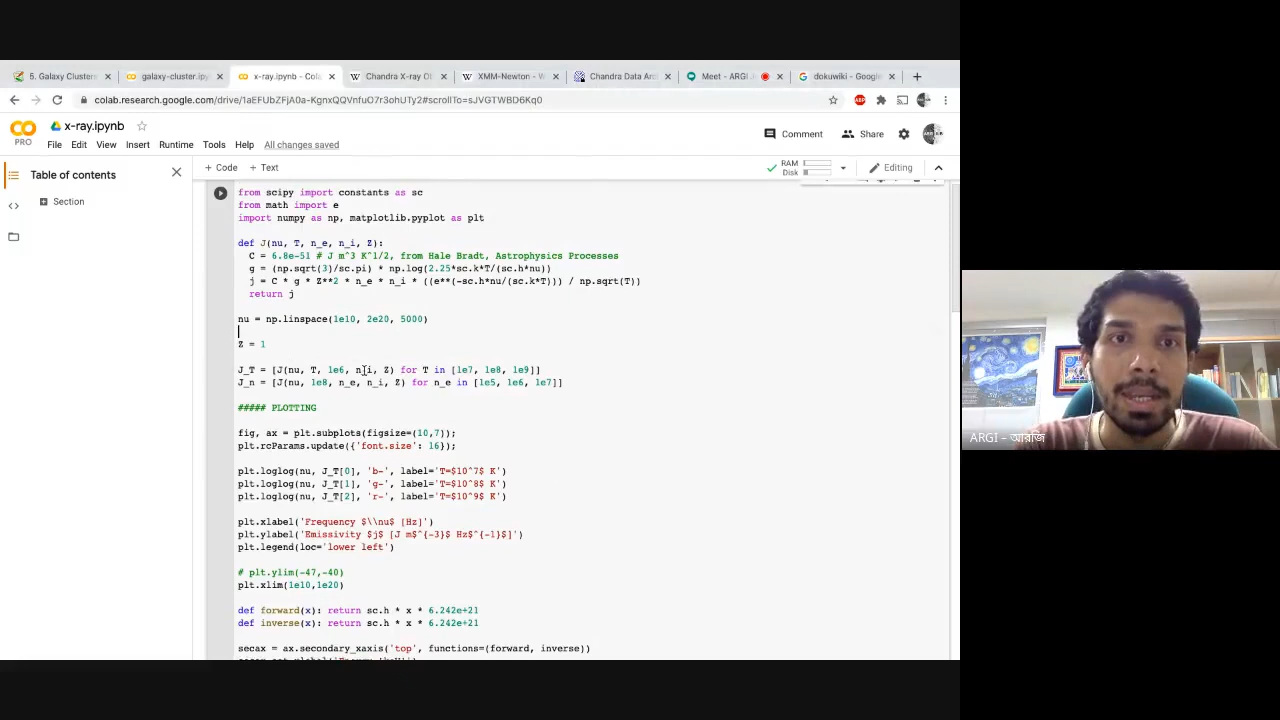 5. Galaxy Clusters
galaxy-cluster.ipyn
x-ray.ipynb - Cola
Chandra X-ray Ob
XMM-Newton - W
Chandra Data Arc
Meet - ARGI
dokuwiki - Google
colab.research.google.com/drive/1aEFUbZFjA0a-KgnxQQVnfuO7r3ohUTy2#scrollTo=sJVGTWBD6Kq0
ABP
CO
PRO
x-ray.ipynb
Comment
Share
File Edit View Insert Runtime Tools Help All changes saved
Table of contents
+ Code + Text
RAM
Disk
Editing
Section
from scipy import constants as sc
from math import e
import numpy as np, matplotlib.pyplot as plt
def J(nu, T, n_e, n_i, Z):
C = 6.8e-51 # J m^3 K^1/2, from Hale Bradt, Astrophysics Processes
g = (np.sqrt(3)/sc.pi) * np.log(2.25*sc.k*T/(sc.h*nu))
j = C * g * Z**2 * n_e * n_i * ((e**(-sc.h*nu/(sc.k*T))) / np.sqrt(T))
return j
nu = np.linspace(1e10, 2e20, 5000)
Z = 1
J_T = [J(nu, T, 1e6, n_i, Z) for T in [1e7, 1e8, 1e9]]
J_n = [J(nu, 1e8, n_e, n_i, Z) for n_e in [1e5, 1e6, 1e7]]
##### PLOTTING
fig, ax = plt.subplots(figsize=(10,7));
plt.rcParams.update({'font.size': 16});
plt.loglog(nu, J_T[0], 'b-', label='T=$10^7$ K')
plt.loglog(nu, J_T[1], 'g-', label='T=$10^8$ K')
plt.loglog(nu, J_T[2], 'r-', label='T=$10^9$ K')
plt.xlabel('Frequency $\\nu$ [Hz]')
plt.ylabel('Emissivity $j$ [J m$^{-3}$ Hz$^{-1}$]')
plt.legend(loc='lower left')
# plt.ylim(-47,-40)
plt.xlim(1e10,1e20)
def forward(x): return sc.h * x * 6.242e+21
def inverse(x): return sc.h * x * 6.242e+21
secax = ax.secondary_xaxis('top', functions=(forward, inverse))
ARGI – আরজি